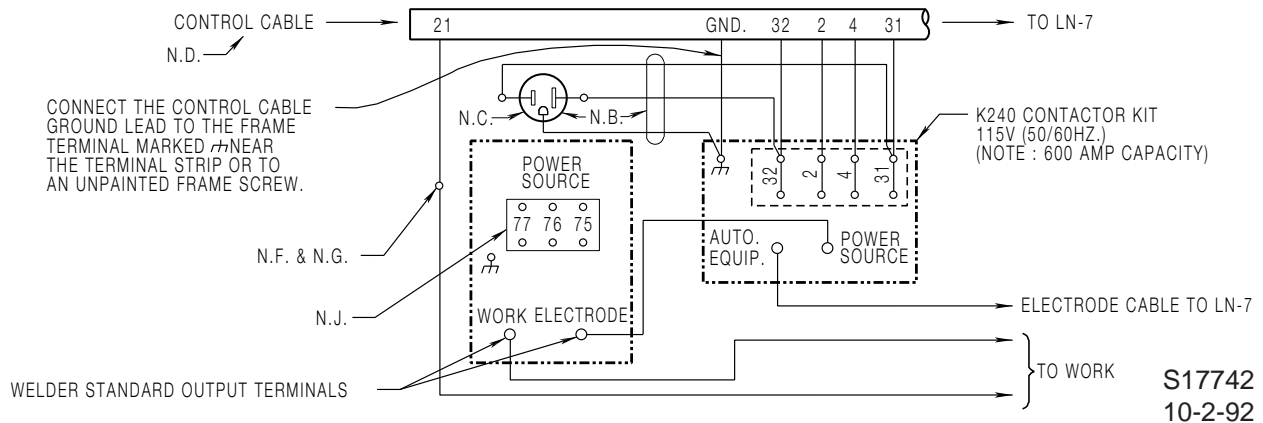 CONTROL CABLE
N.D.
21 GND. 32 2 4 31
TO LN-7
CONNECT THE CONTROL CABLE
GROUND LEAD TO THE FRAME
TERMINAL MARKED NEAR
THE TERMINAL STRIP OR TO
AN UNPAINTED FRAME SCREW.
N.C.
N.B.
K240 CONTACTOR KIT
115V (50/60HZ.)
(NOTE : 600 AMP CAPACITY)
POWER
SOURCE
77 76 75
32 2 4 31
AUTO.
EQUIP.
POWER
SOURCE
N.F. & N.G.
N.J.
WORK ELECTRODE
ELECTRODE CABLE TO LN-7
WELDER STANDARD OUTPUT TERMINALS
TO WORK
S17742
10-2-92